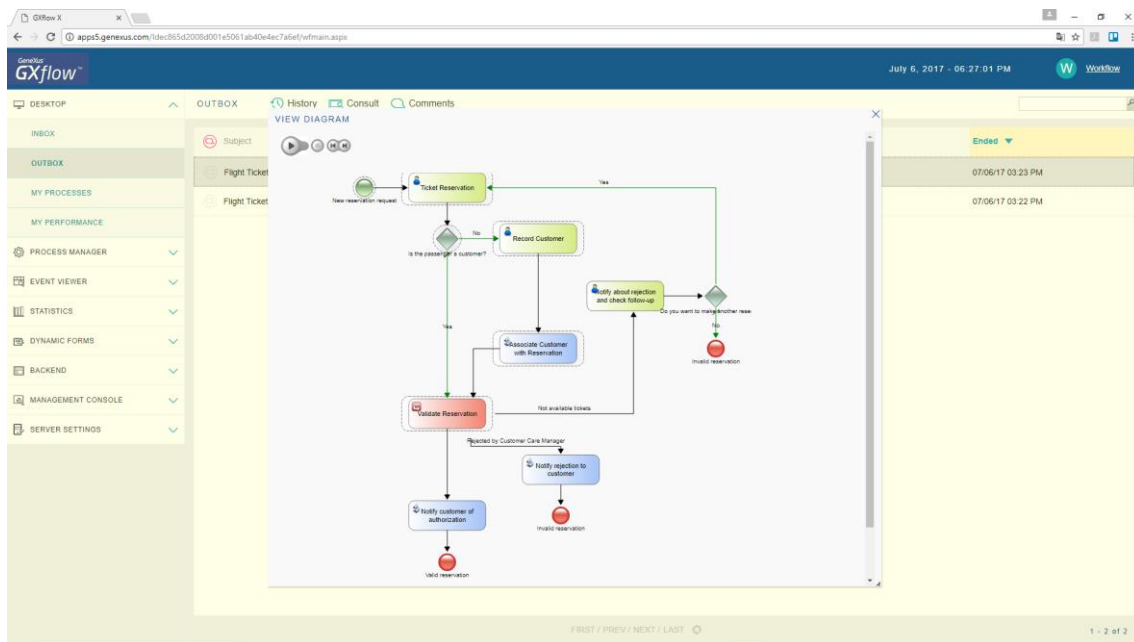 GXflow X
apps5.genexus.com/Idec865d2008d001e5061ab40e4ec7a6ef/wfmain.aspx
GeneXus
GXflow™
July 6, 2017 - 06:27:01 PM
W
Workflow
DESKTOP
INBOX
OUTBOX
MY PROCESSES
MY PERFORMANCE
PROCESS MANAGER
EVENT VIEWER
STATISTICS
DYNAMIC FORMS
BACKEND
MANAGEMENT CONSOLE
SERVER SETTINGS
OUTBOX
History
Consult
Comments
Subject
Ended
Flight Ticket
07/06/17 03:23 PM
Flight Ticket
07/06/17 03:22 PM
VIEW DIAGRAM
New reservation request
Ticket Reservation
Yes
Is the passenger a customer?
No
Record Customer
Notify about rejection
and check follow-up
Do you want to make another rese
No
Invalid reservation
Yes
Associate Customer
with Reservation
Validate Reservation
Not available tickets
Rejected by Customer Care Manager
Notify rejection to
customer
Invalid reservation
Notify customer of
authorization
Valid reservation
FIRST / PREV / NEXT / LAST
1 - 2 of 2